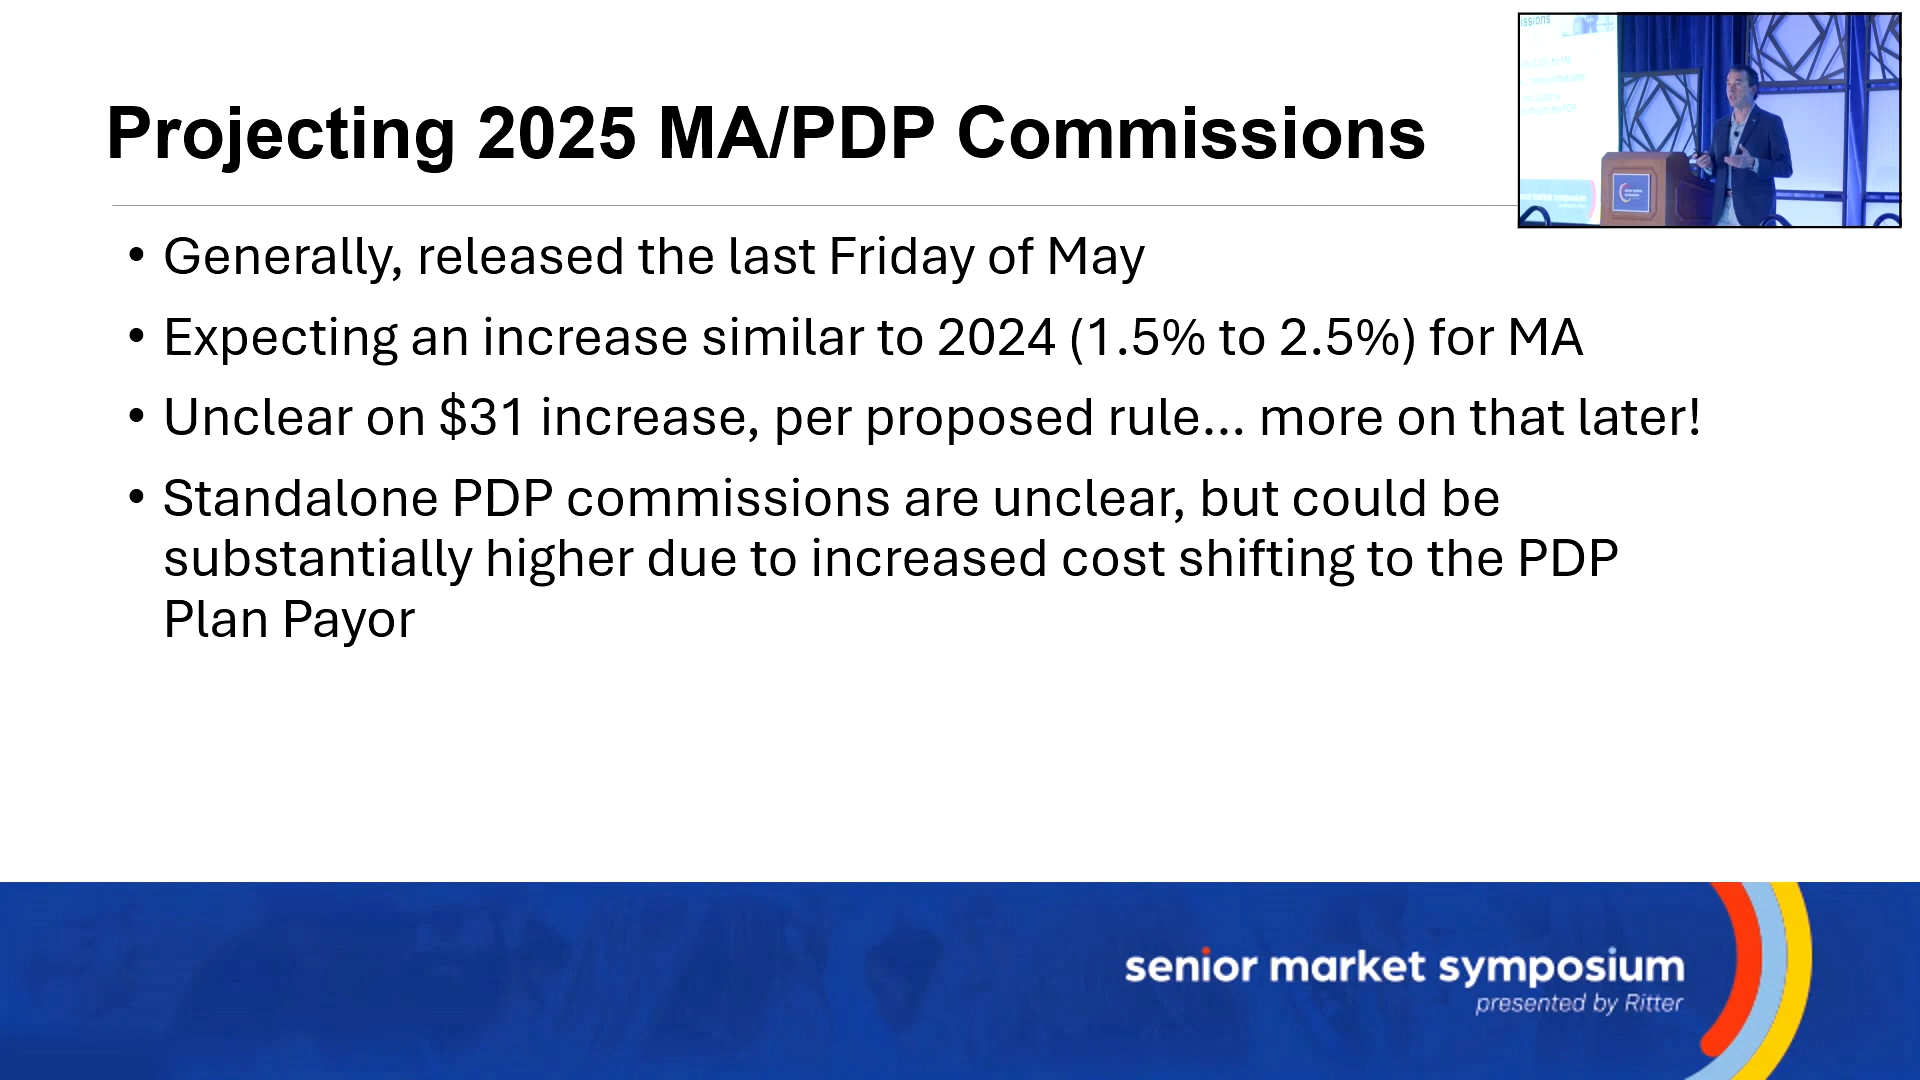 Projecting 2025 MA/PDP Commissions
• Generally, released the last Friday of May
• Expecting an increase similar to 2024 (1.5% to 2.5%) for MA
• Unclear on $31 increase, per proposed rule... more on that later!
• Standalone PDP commissions are unclear, but could be
substantially higher due to increased cost shifting to the PDP
Plan Payor
senior market symposium
presented by Ritter